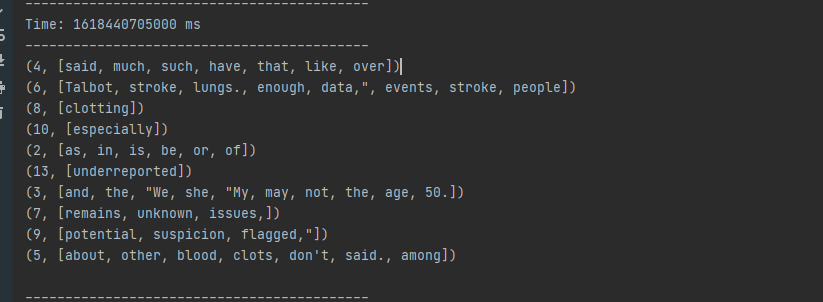 -------------------------------------------
Time: 1618440705000 ms
-------------------------------------------
(4, [said, much, such, have, that, like, over])
(6, [Talbot, stroke, lungs., enough, data,", events, stroke, people])
(8, [clotting])
(10, [especially])
(2, [as, in, is, be, or, of])
(13, [underreported])
(3, [and, the, "We, she, "My, may, not, the, age, 50.])
(7, [remains, unknown, issues,])
(9, [potential, suspicion, flagged,"])
(5, [about, other, blood, clots, don't, said., among])
-------------------------------------------